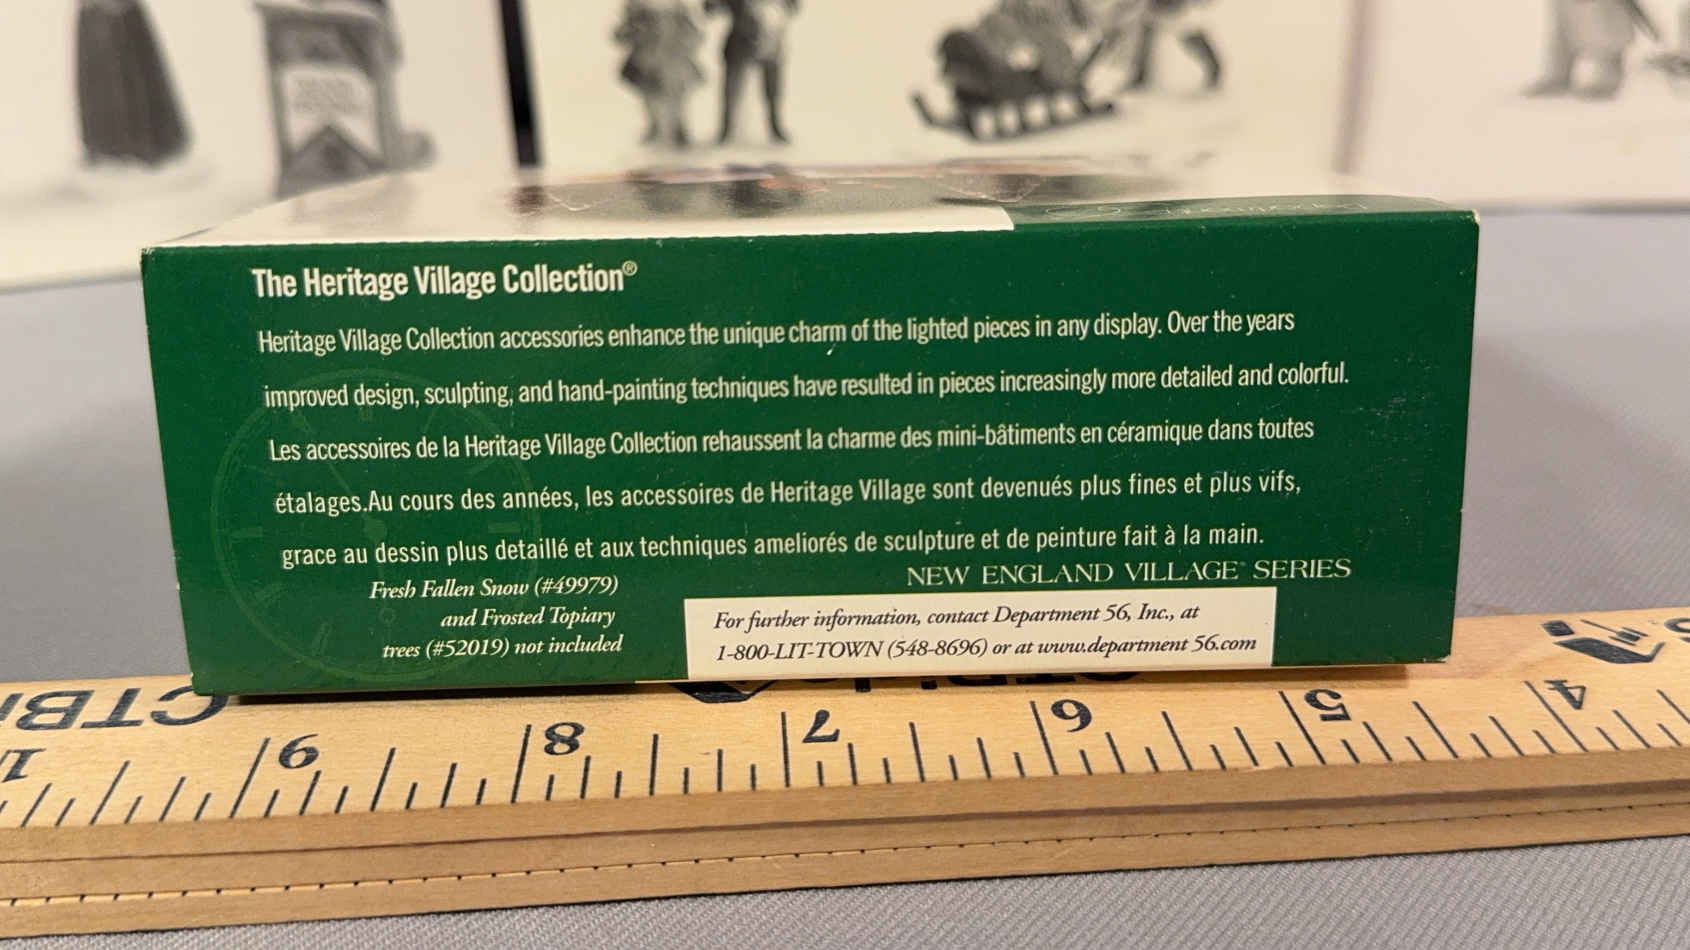 The Heritage Village Collection®
Heritage Village Collection accessories enhance the unique charm of the lighted pieces in any display. Over the years
improved design, sculpting, and hand-painting techniques have resulted in pieces increasingly more detailed and colorful.
Les accessoires de la Heritage Village Collection rehaussent la charme des mini-bâtiments en céramique dans toutes
étalages.Au cours des années, les accessoires de Heritage Village sont devenués plus fines et plus vifs,
grace au dessin plus detaillé et aux techniques ameliorés de sculpture et de peinture fait à la main.
NEW ENGLAND VILLAGE SERIES
Fresh Fallen Snow (#49979)
and Frosted Topiary
trees (#52019) not included
For further information, contact Department 56, Inc., at
1-800-LIT-TOWN (548-8696) or at www.department 56.com
9 8 7 6 5 4